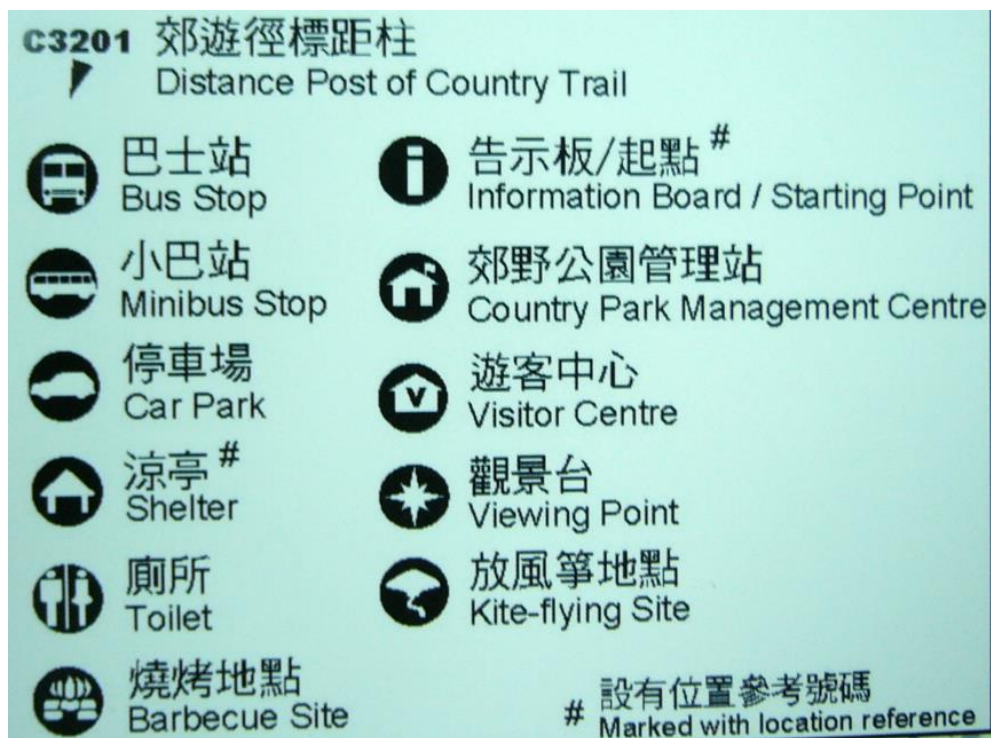 C3201 郊遊徑標距柱
Distance Post of Country Trail
巴士站
Bus Stop
小巴站
Minibus Stop
停車場
Car Park
涼亭#
Shelter
廁所
Toilet
燒烤地點
Barbecue Site
告示板/起點#
Information Board / Starting Point
郊野公園管理站
Country Park Management Centre
遊客中心
V
Visitor Centre
觀景台
Viewing Point
放風箏地點
Kite-flying Site
# 設有位置參考號碼
Marked with location reference